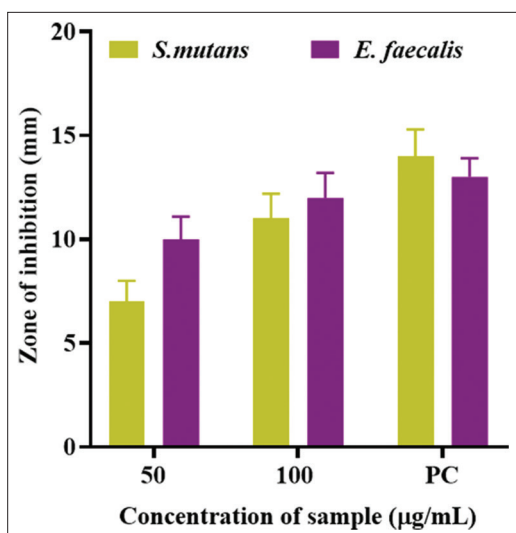 S.mutans
E. faecalis
Zone of inhibition (mm)
20
15
10
5
0
50
100
PC
Concentration of sample (µg/mL)